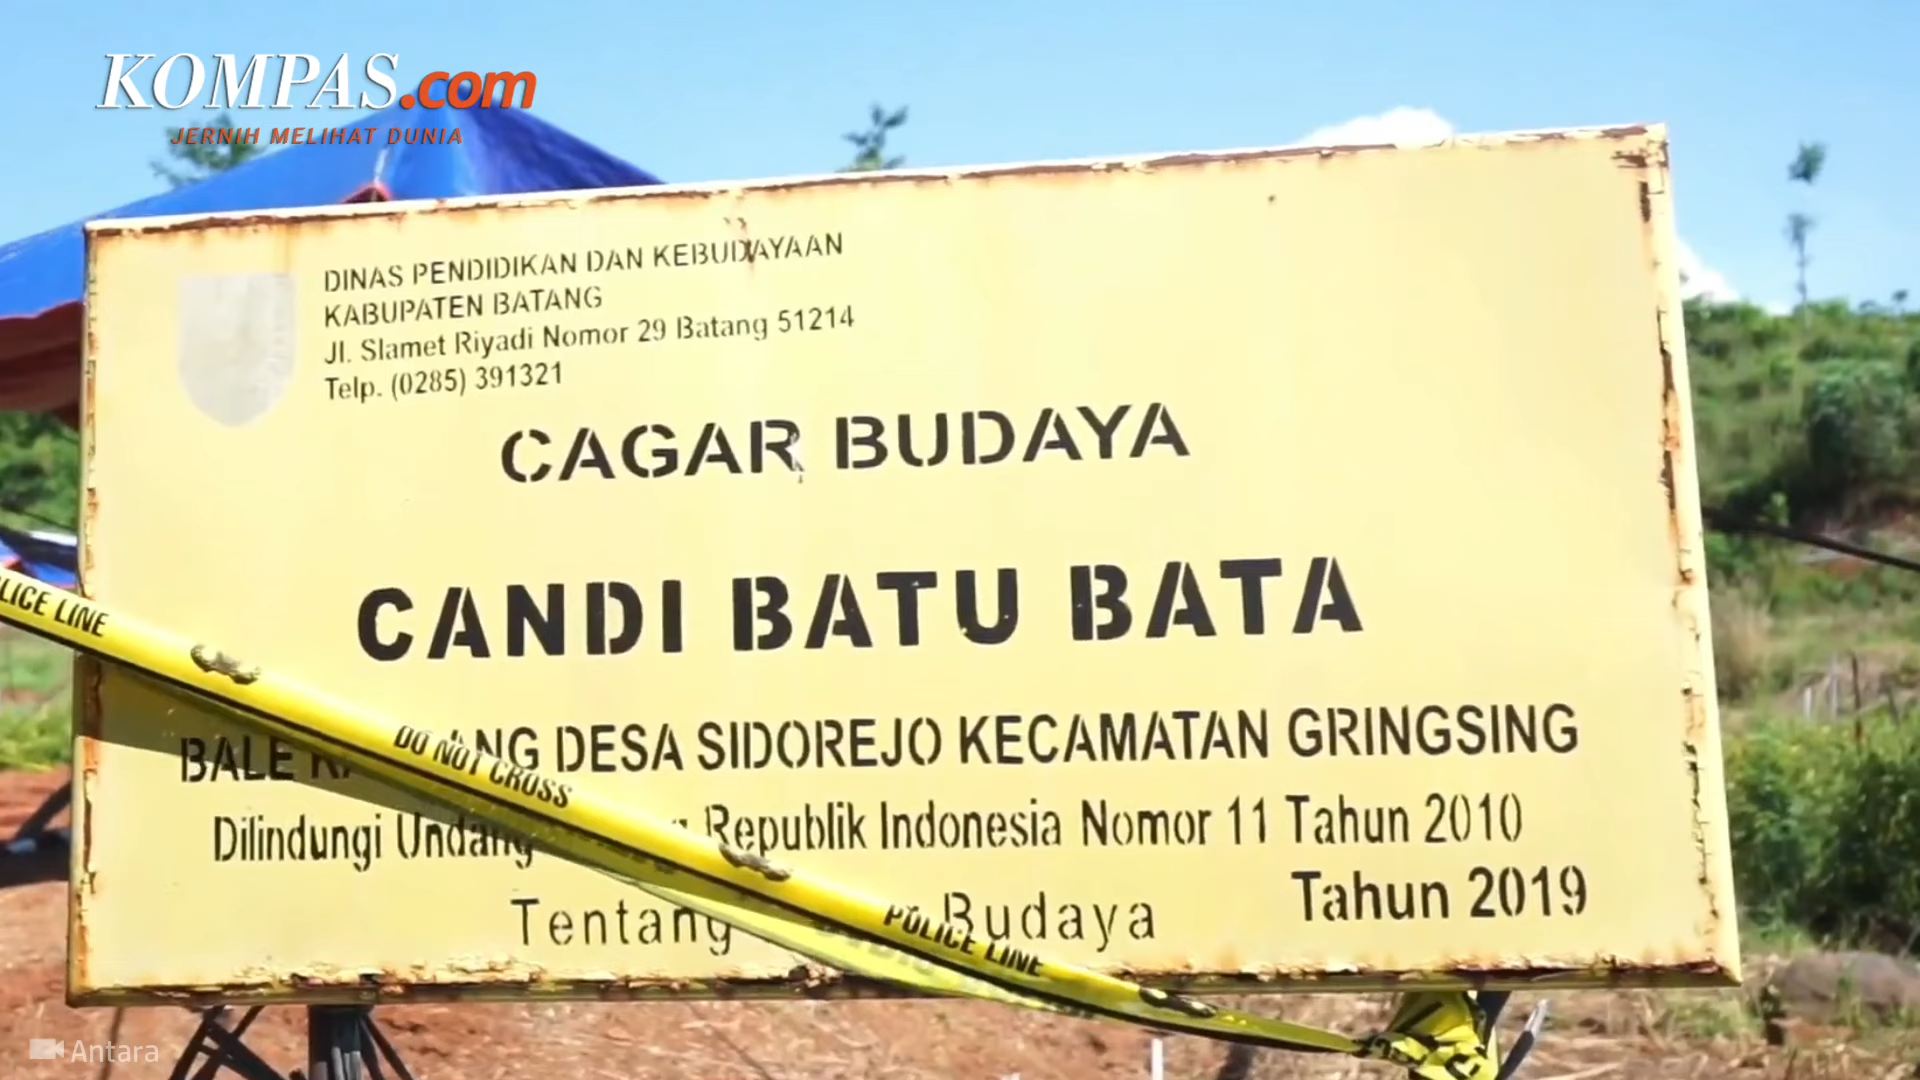 KOMPAS.com
JERNIH MELIHAT DUNIA
DINAS PENDIDIKAN DAN KEBUDAYAAN
KABUPATEN BATANG
Jl. Slamet Riyadi Nomor 29 Batang 51214
Telp. (0285) 391321
CAGAR BUDAYA
CANDI BATU BATA
BALE DESA SIDOREJO KECAMATAN GRINGSING
Dilindungi Undang Republik Indonesia Nomor 11 Tahun 2010
Tentang Budaya
Tahun 2019
POLICE LINE
DO NOT CROSS
POLICE LINE
Antara